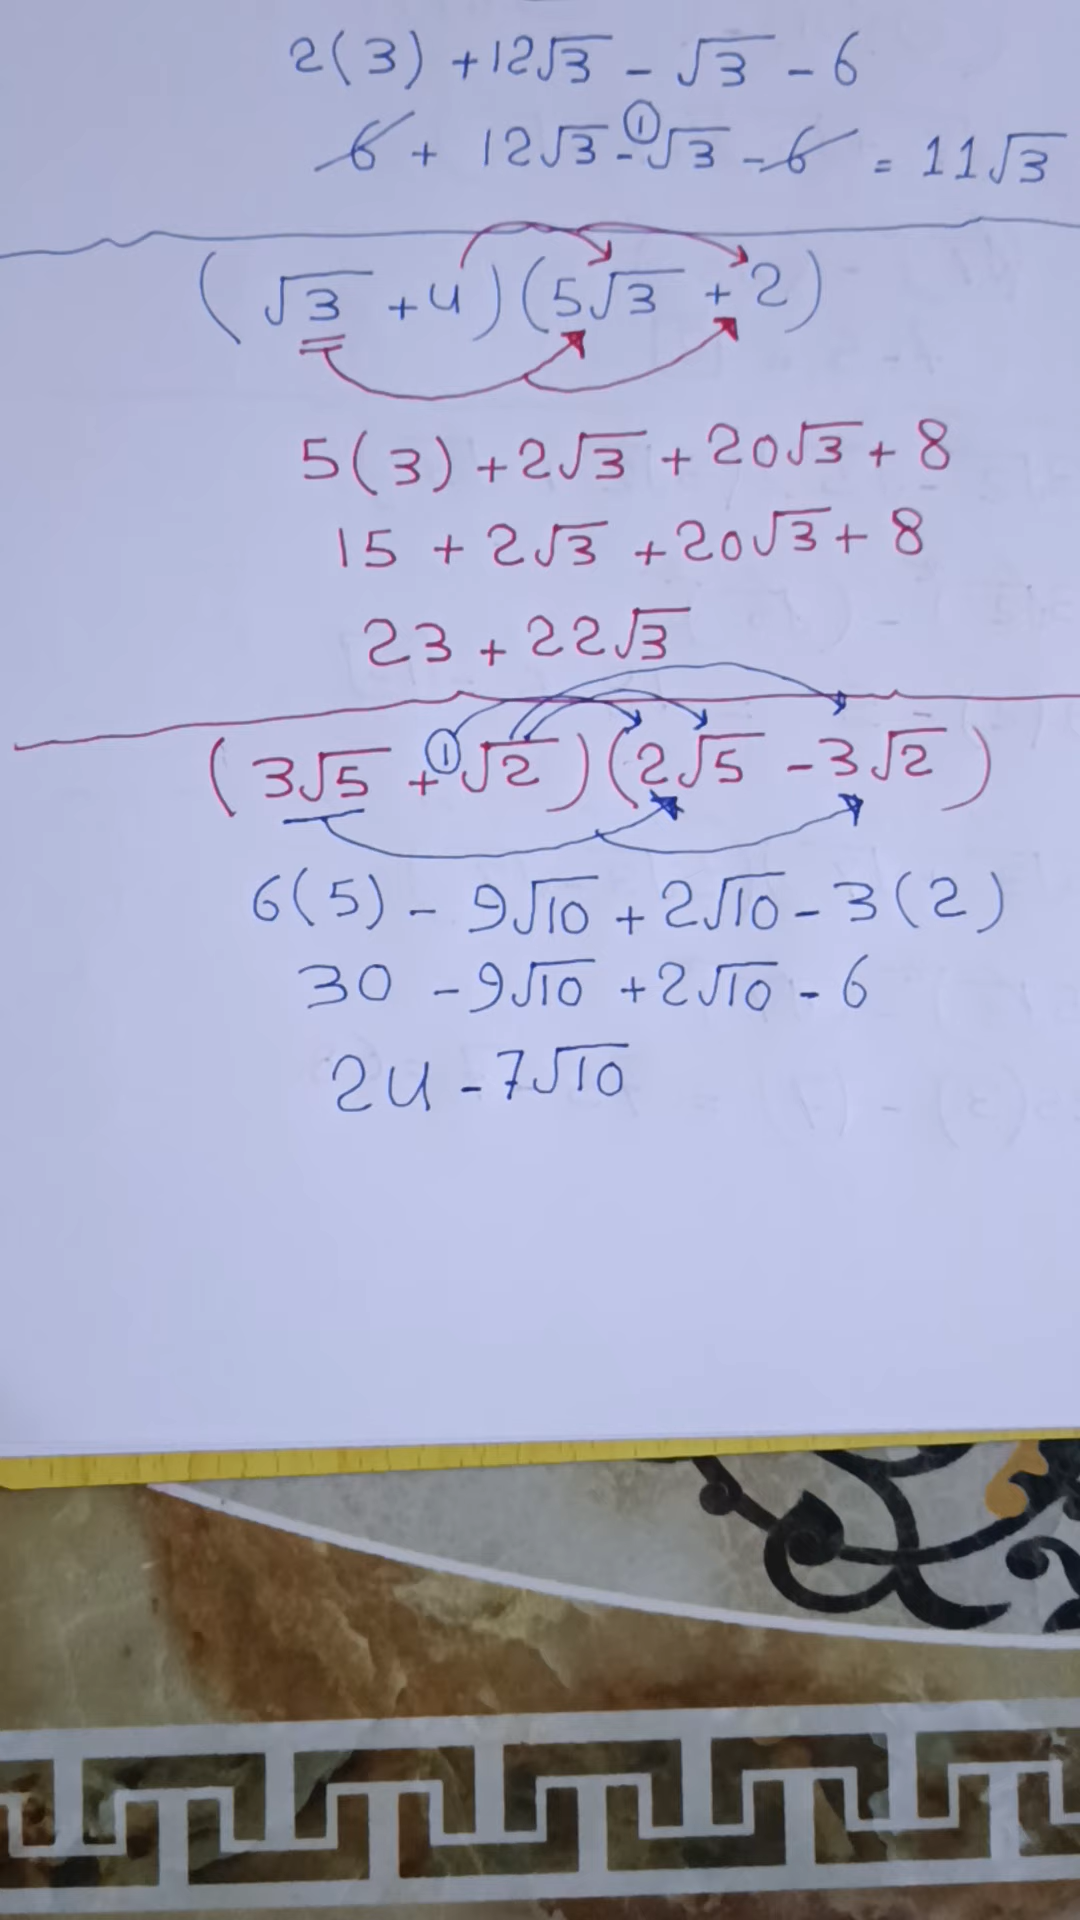 2(3) + 12√3 - √3 - 6
6 + 12√3 - ①√3 - 6 = 11√3
(√3 + 4)(5√3 + 2)
5(3) + 2√3 + 20√3 + 8
15 + 2√3 + 20√3 + 8
23 + 22√3
(3√5 + ①√2)(2√5 - 3√2)
6(5) - 9√10 + 2√10 - 3(2)
30 - 9√10 + 2√10 - 6
24 - 7√10